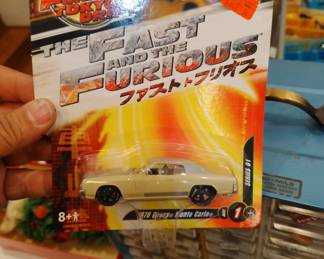 TOKYO
THE FAST
AND THE
FURIOUS
ファスト フリオス
SERIES 01
8+
1970 Chevy Monte Carlo
1